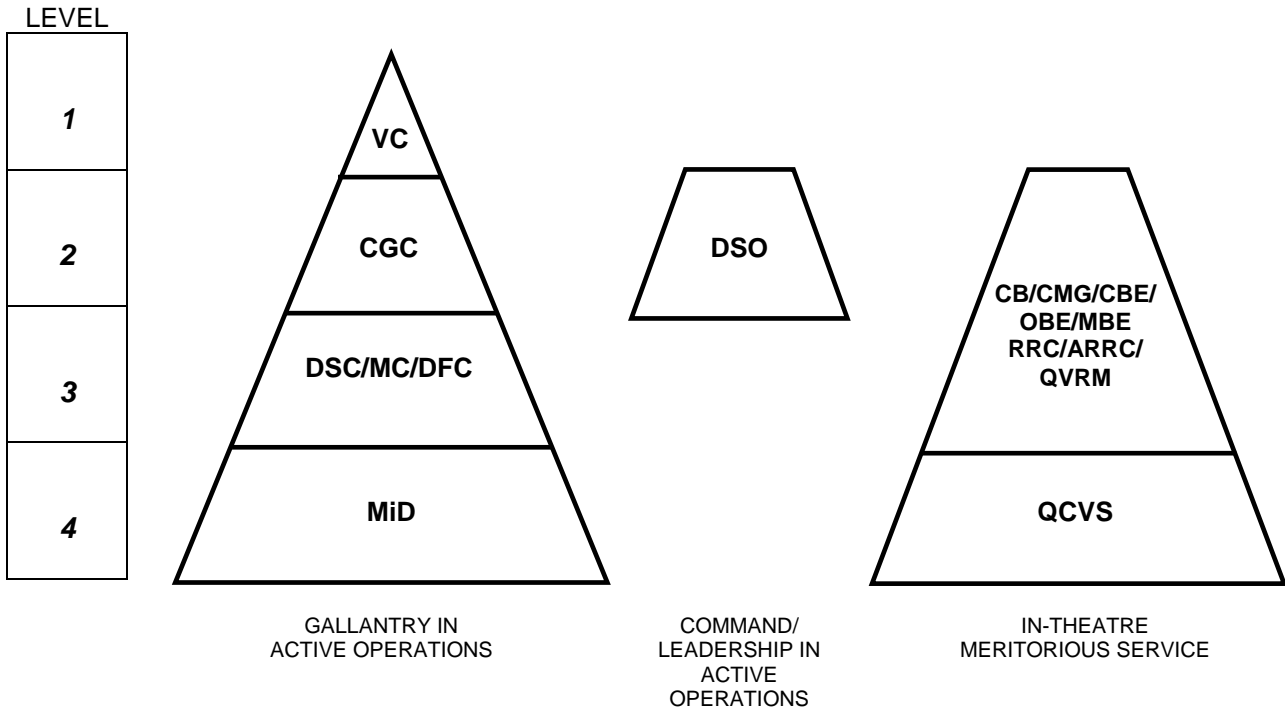 LEVEL
1
2
3
4
VC
CGC
DSC/MC/DFC
MiD
GALLANTRY IN
ACTIVE OPERATIONS
DSO
COMMAND/
LEADERSHIP IN
ACTIVE
OPERATIONS
CB/CMG/CBE/
OBE/MBE
RRC/ARRC/
QVRM
QCVS
IN-THEATRE
MERITORIOUS SERVICE